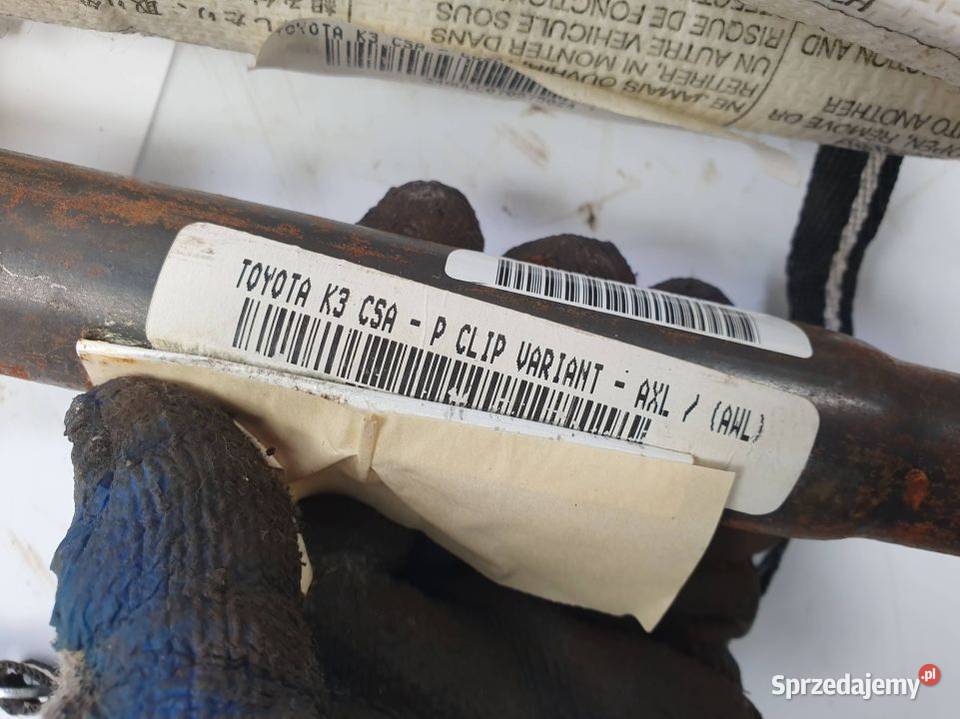 TOYOTA K3 CSA
NE JAMAIS OUVRIR,
RETIRER, NI MONTER DANS
UN AUTRE VEHICULE SOUS
RISQUE DE FONCTION
OPEN, REMOVE OR
TO ANOTHER
TION AND
TOYOTA K3 CSA - P CLIP VARIANT - AXL / (AWL)
Sprzedajemy.pl